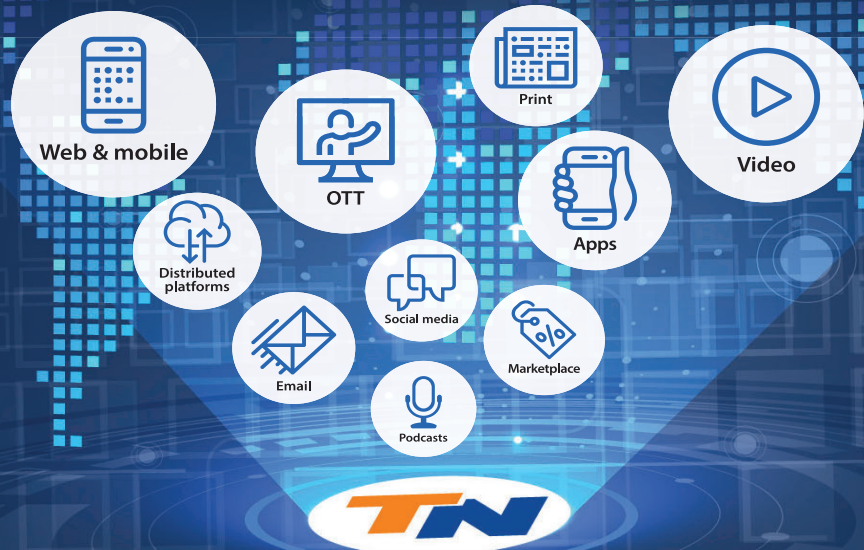 Print
Web & mobile
Video
OTT
Apps
Distributed
platforms
Social media
Marketplace
Email
Podcasts
TN